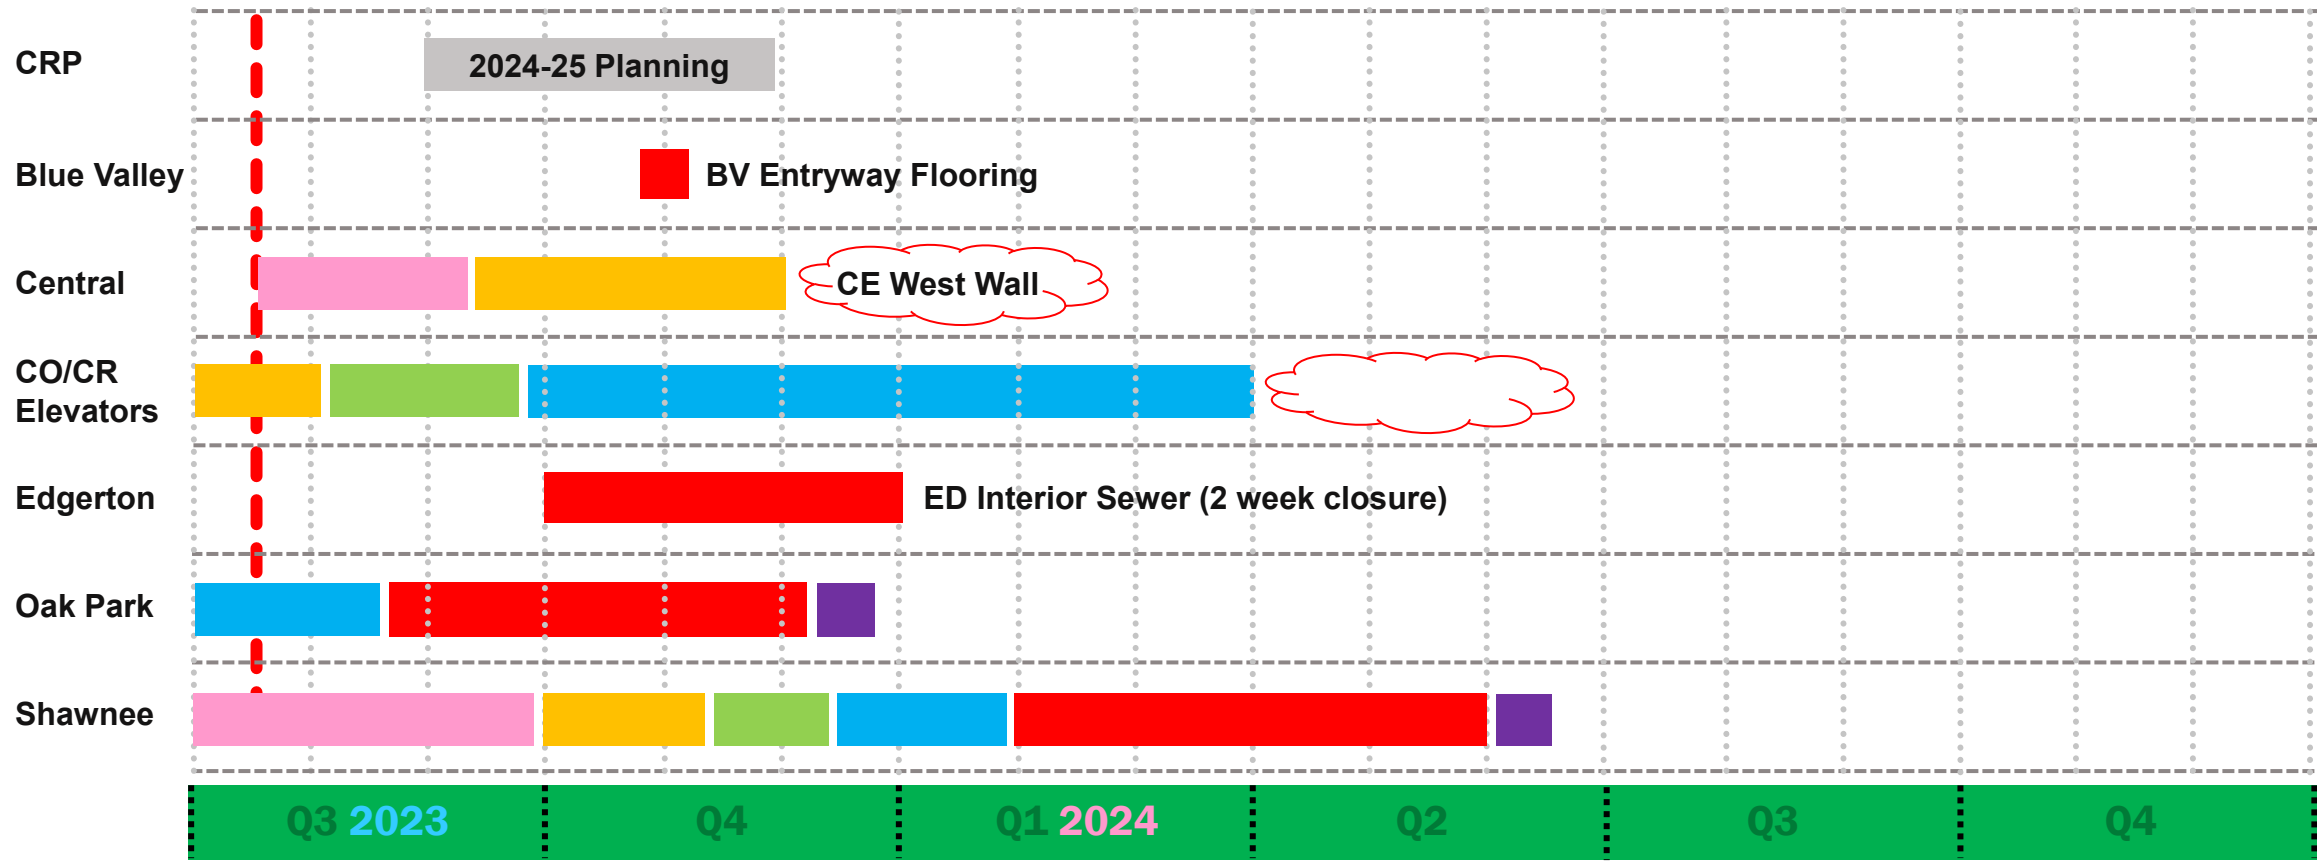 CRP
2024-25 Planning
Blue Valley
BV Entryway Flooring
Central
CE West Wall
CO/CR
Elevators
Edgerton
ED Interior Sewer (2 week closure)
Oak Park
Shawnee
Q3 2023
Q4
Q1 2024
Q2
Q3
Q4